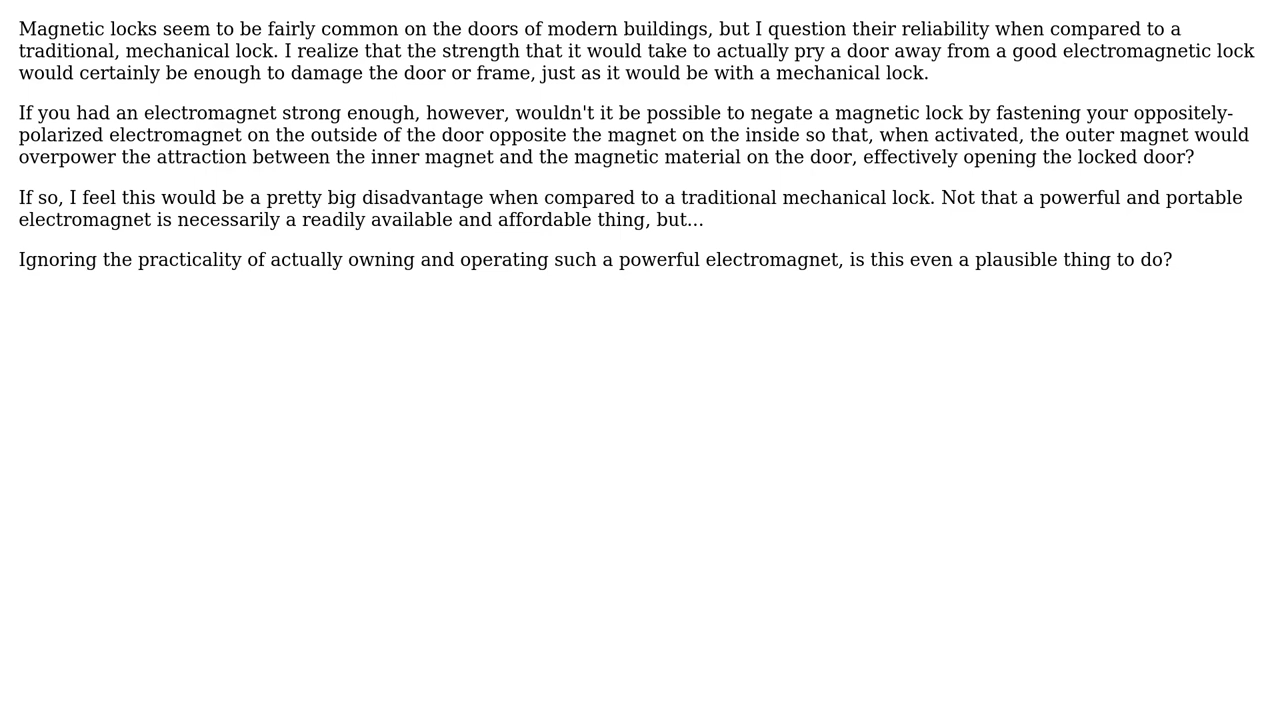 Magnetic locks seem to be fairly common on the doors of modern buildings, but I question their reliability when compared to a
traditional, mechanical lock. I realize that the strength that it would take to actually pry a door away from a good electromagnetic lock
would certainly be enough to damage the door or frame, just as it would be with a mechanical lock.
If you had an electromagnet strong enough, however, wouldn't it be possible to negate a magnetic lock by fastening your oppositely-
polarized electromagnet on the outside of the door opposite the magnet on the inside so that, when activated, the outer magnet would
overpower the attraction between the inner magnet and the magnetic material on the door, effectively opening the locked door?
If so, I feel this would be a pretty big disadvantage when compared to a traditional mechanical lock. Not that a powerful and portable
electromagnet is necessarily a readily available and affordable thing, but...
Ignoring the practicality of actually owning and operating such a powerful electromagnet, is this even a plausible thing to do?